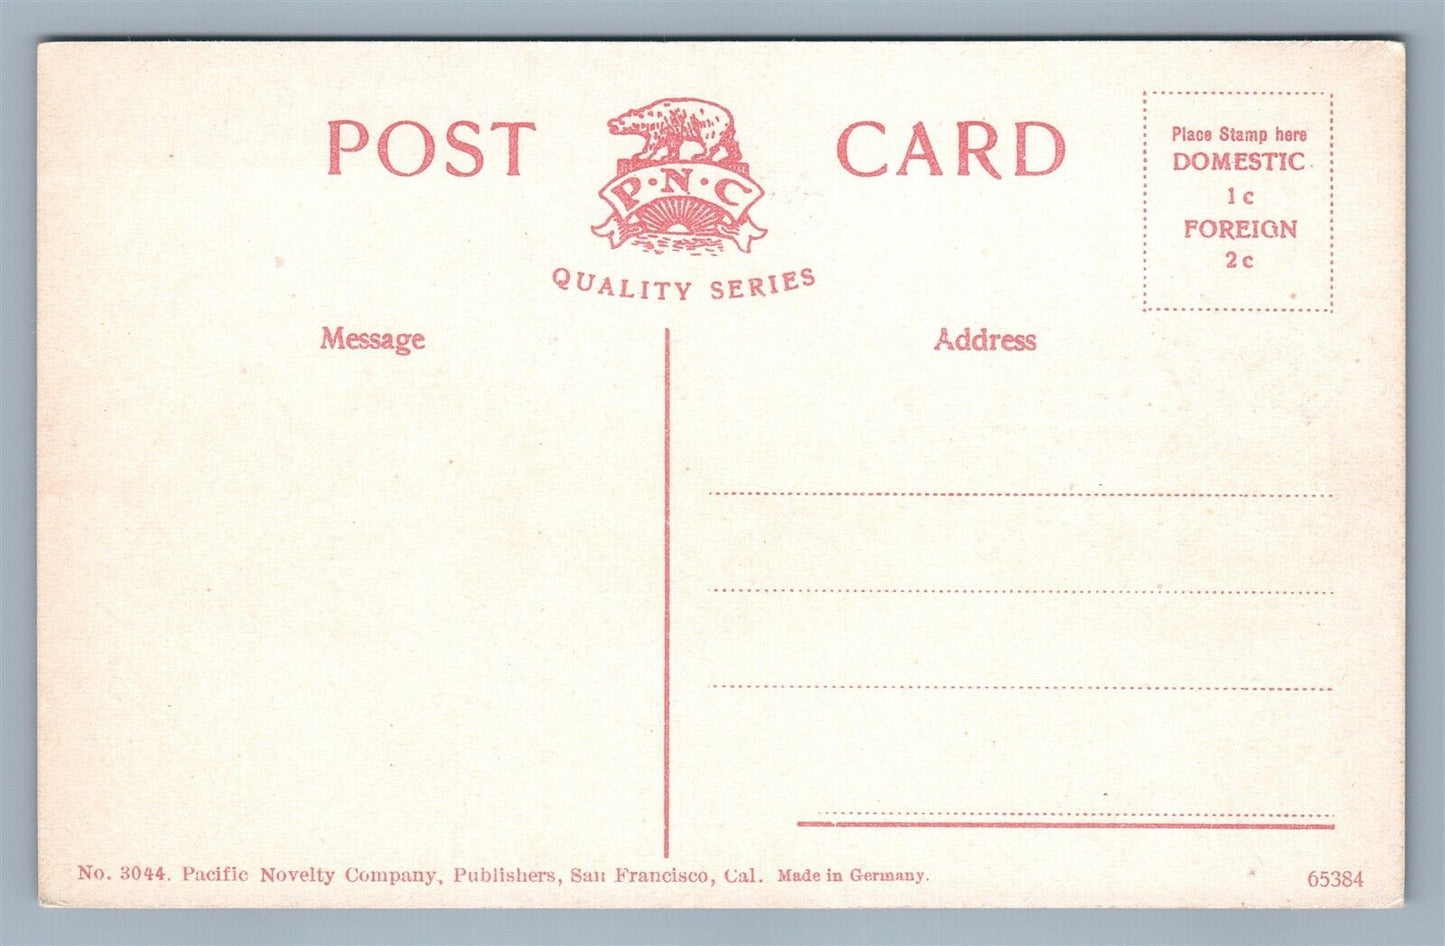 POST CARD
P·N·C
QUALITY SERIES
Place Stamp here
DOMESTIC
1c
FOREIGN
2c
Message
Address
No. 3044. Pacific Novelty Company, Publishers, San Francisco, Cal. Made in Germany.
65384